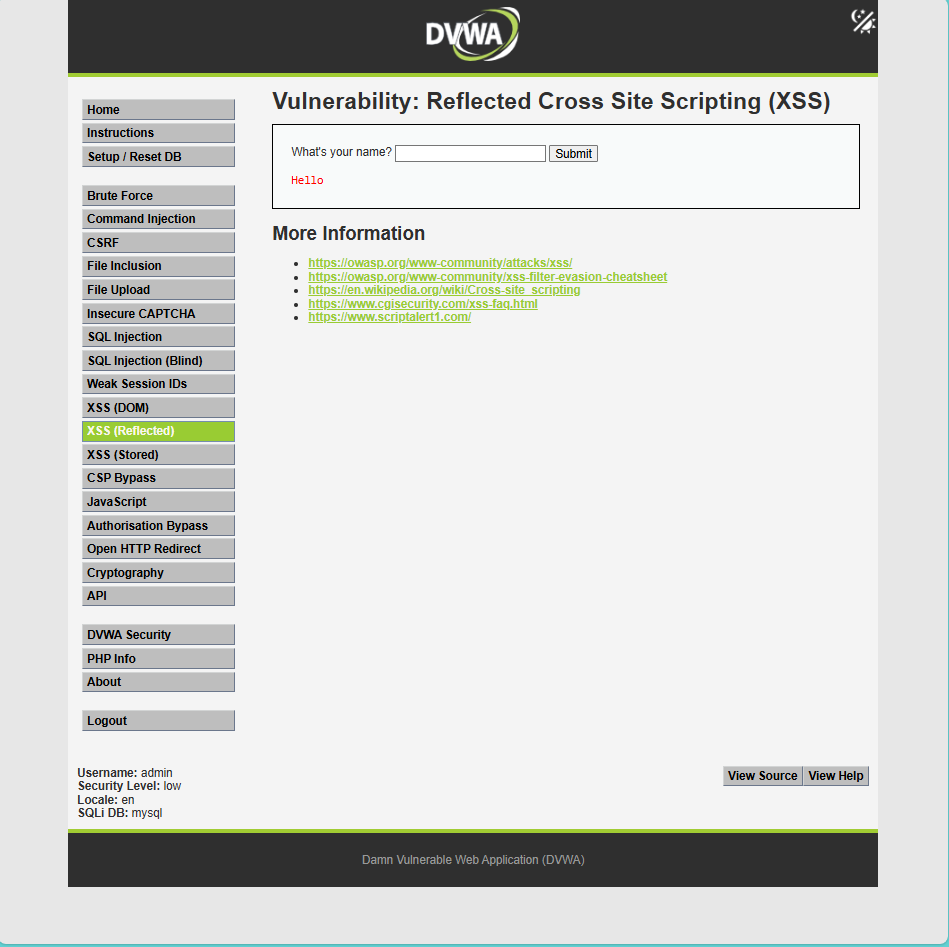 DVWA
Home
Instructions
Setup / Reset DB
Brute Force
Command Injection
CSRF
File Inclusion
File Upload
Insecure CAPTCHA
SQL Injection
SQL Injection (Blind)
Weak Session IDs
XSS (DOM)
XSS (Reflected)
XSS (Stored)
CSP Bypass
JavaScript
Authorisation Bypass
Open HTTP Redirect
Cryptography
API
DVWA Security
PHP Info
About
Logout
Vulnerability: Reflected Cross Site Scripting (XSS)
What's your name? Submit
Hello
More Information
https://owasp.org/www-community/attacks/xss/
https://owasp.org/www-community/xss-filter-evasion-cheatsheet
https://en.wikipedia.org/wiki/Cross-site_scripting
https://www.cgisecurity.com/xss-faq.html
https://www.scriptalert1.com/
Username: admin
Security Level: low
Locale: en
SQLi DB: mysql
View Source View Help
Damn Vulnerable Web Application (DVWA)